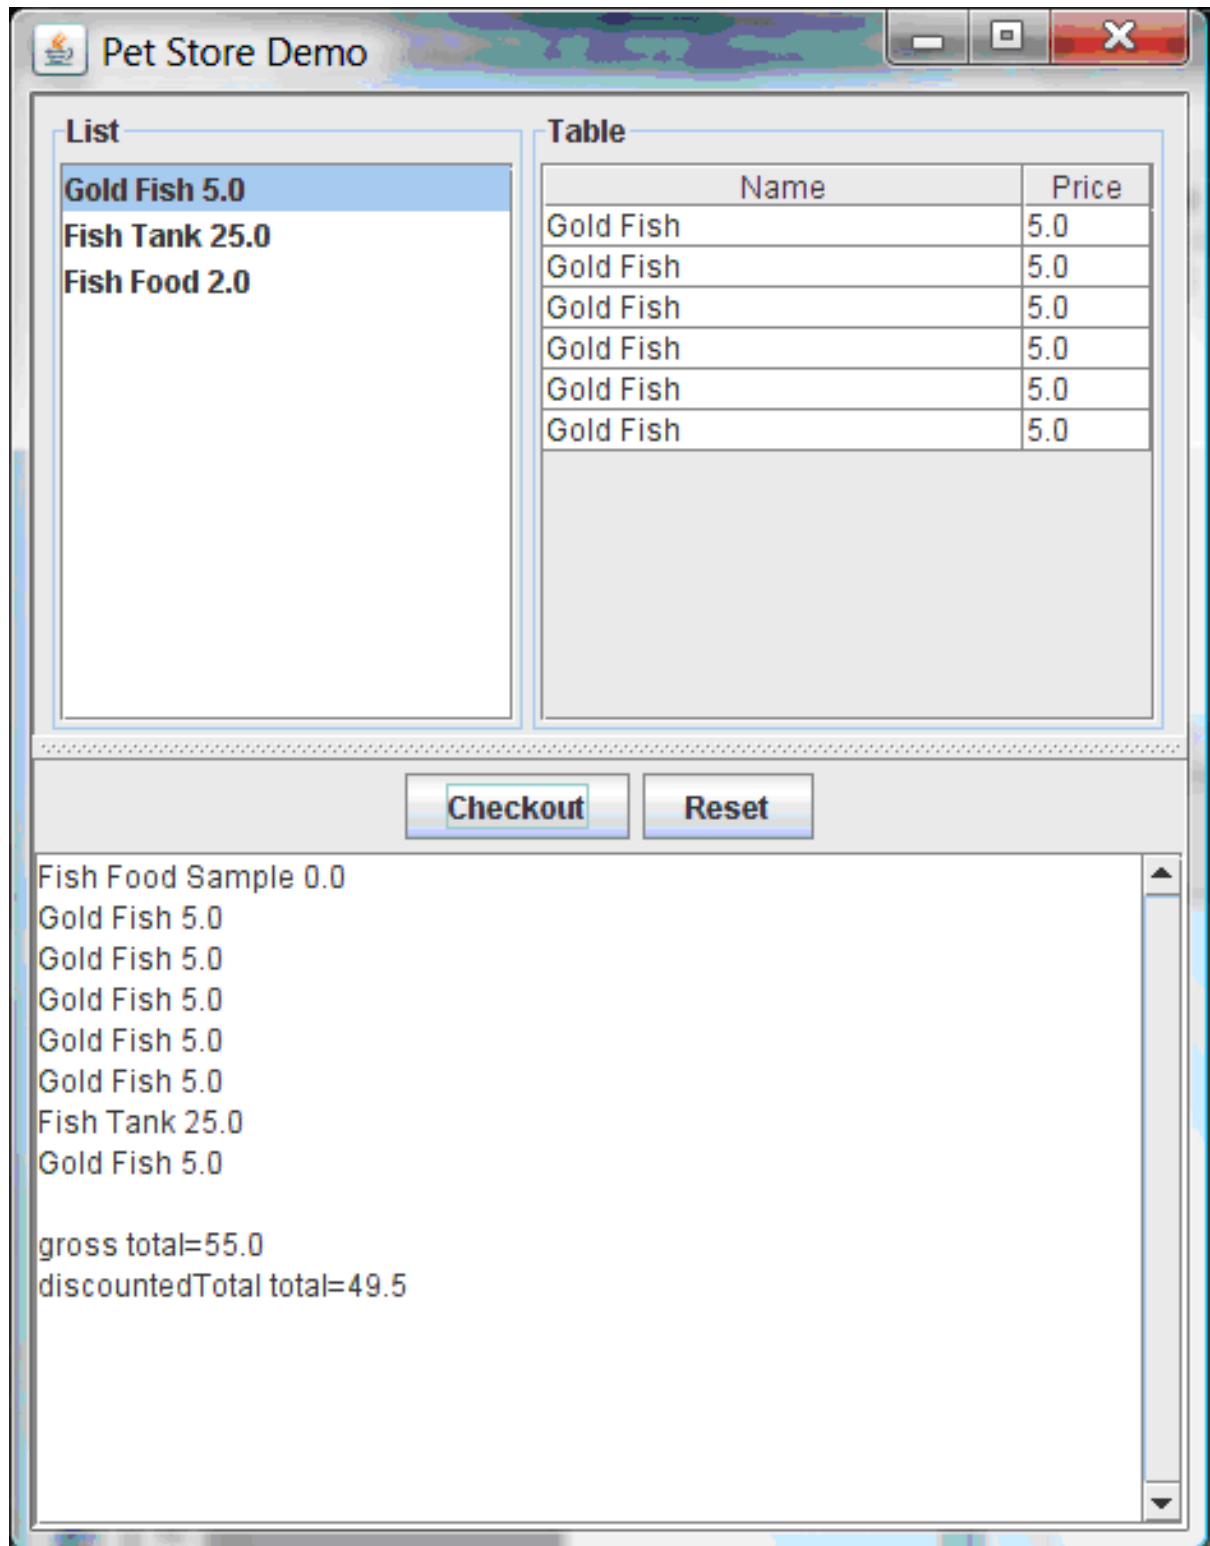 Pet Store Demo
List
Gold Fish 5.0
Fish Tank 25.0
Fish Food 2.0
Table
Name Price
Gold Fish 5.0
Gold Fish 5.0
Gold Fish 5.0
Gold Fish 5.0
Gold Fish 5.0
Gold Fish 5.0
Checkout Reset
Fish Food Sample 0.0
Gold Fish 5.0
Gold Fish 5.0
Gold Fish 5.0
Gold Fish 5.0
Gold Fish 5.0
Fish Tank 25.0
Gold Fish 5.0
gross total=55.0
discountedTotal total=49.5